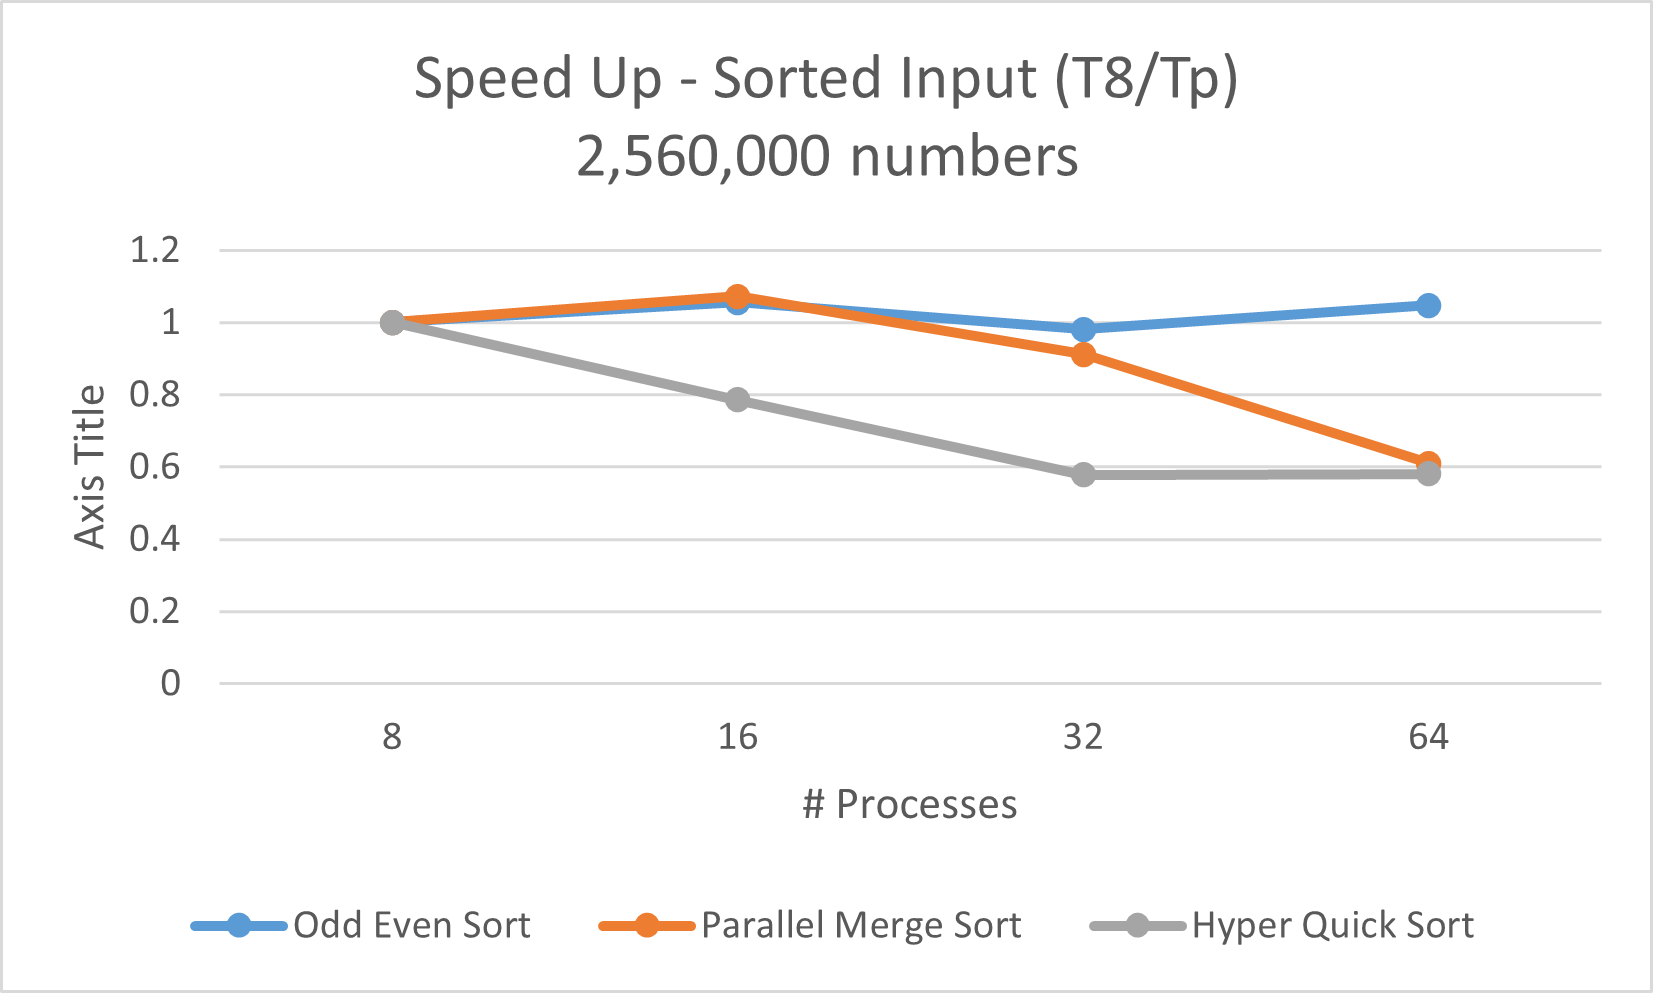 Speed Up - Sorted Input (T8/Tp)
2,560,000 numbers
1.2
1
0.8
0.6
0.4
0.2
0
Axis Title
8 16 32 64
# Processes
Odd Even Sort Parallel Merge Sort Hyper Quick Sort